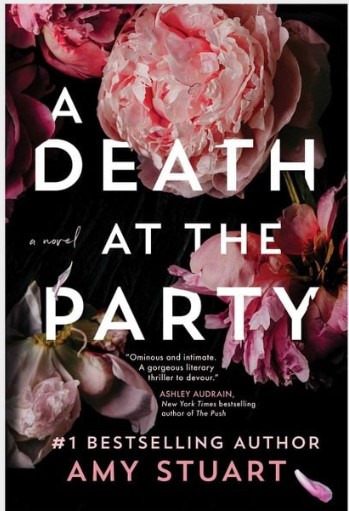 A
DEATH
a novel AT THE
PARTY
"Ominous and intimate.
A gorgeous literary
thriller to devour."
ASHLEY AUDRAIN,
New York Times bestselling
author of The Push
#1 BESTSELLING AUTHOR
AMY STUART